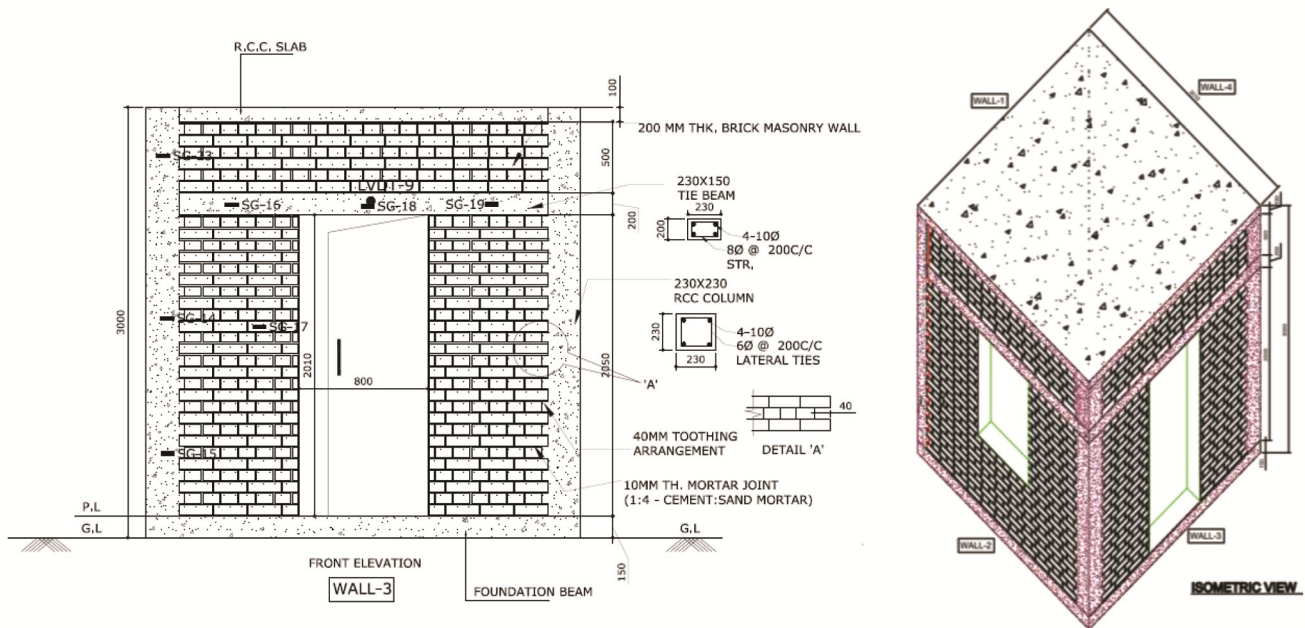 R.C.C. SLAB
100
200 MM THK. BRICK MASONRY WALL
500
SG-13
LVDT-9
SG-16
SG-18
SG-19
230X150
TIE BEAM
230
200
200
4-10Ø
8Ø @ 200C/C
STR.
230X230
RCC COLUMN
230
230
4-10Ø
6Ø @ 200C/C
LATERAL TIES
3000
SG-14
SG-17
2010
800
2050
'A'
40
DETAIL 'A'
40MM TOOTHING
ARRANGEMENT
SG-15
10MM TH. MORTAR JOINT
(1:4 - CEMENT:SAND MORTAR)
P.L
G.L
G.L
150
FRONT ELEVATION
WALL-3
FOUNDATION BEAM
WALL-1
WALL-4
WALL-2
WALL-3
ISOMETRIC VIEW